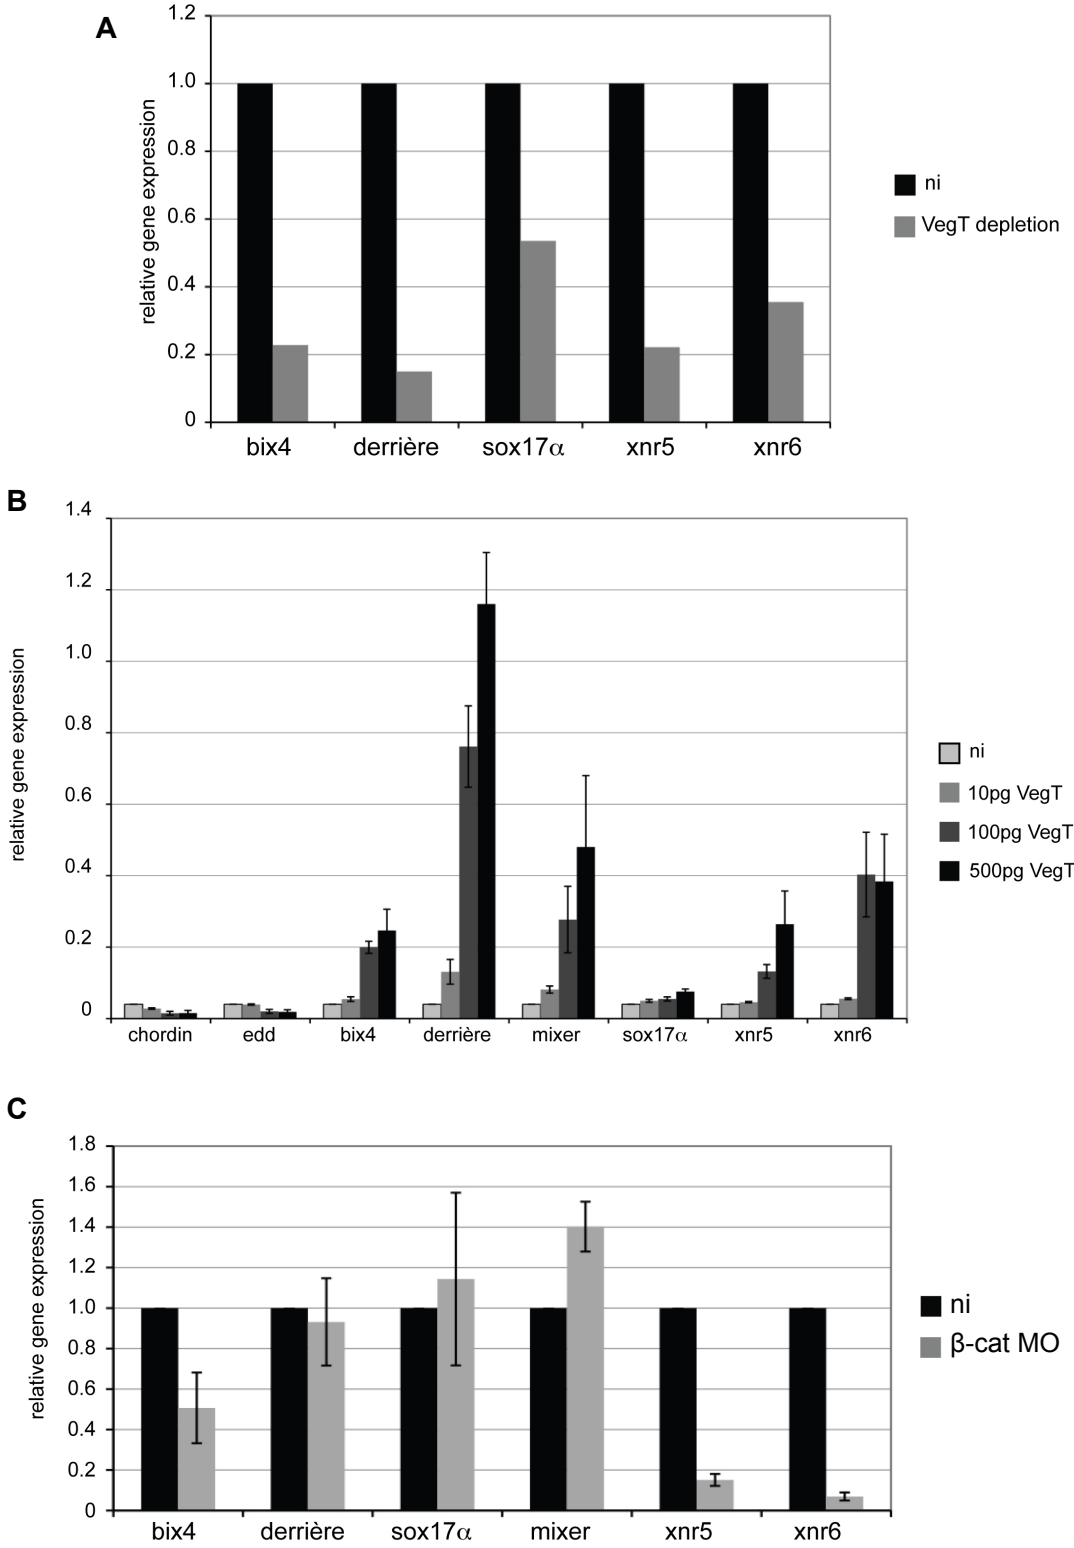 A
relative gene expression
1.2
1.0
0.8
0.6
0.4
0.2
0
bix4 derrière sox17α xnr5 xnr6
ni
VegT depletion
B
relative gene expression
1.4
1.2
1.0
0.8
0.6
0.4
0.2
0
chordin edd bix4 derrière mixer sox17α xnr5 xnr6
ni
10pg VegT
100pg VegT
500pg VegT
C
relative gene expression
1.8
1.6
1.4
1.2
1.0
0.8
0.6
0.4
0.2
0
bix4 derrière sox17α mixer xnr5 xnr6
ni
β-cat MO